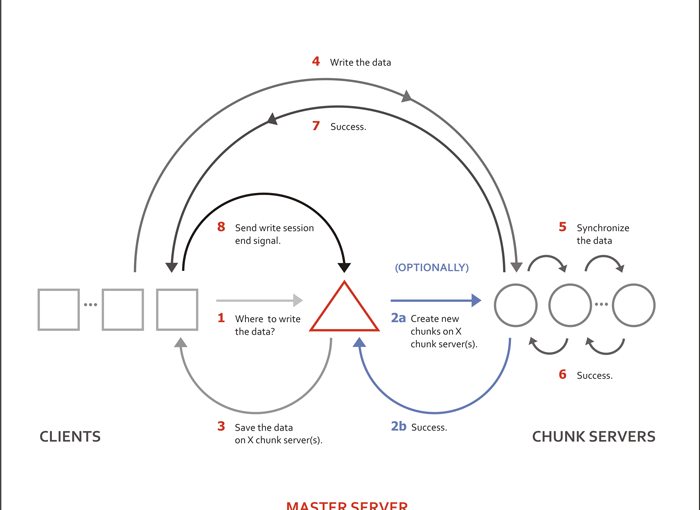 4 Write the data
7 Success.
8 Send write session
end signal.
5 Synchronize
the data
(OPTIONALLY)
...
...
1 Where to write
the data?
2a Create new
chunks on X
chunk server(s).
6 Success.
3 Save the data
on X chunk server(s).
2b Success.
CLIENTS
CHUNK SERVERS
MASTER SERVER